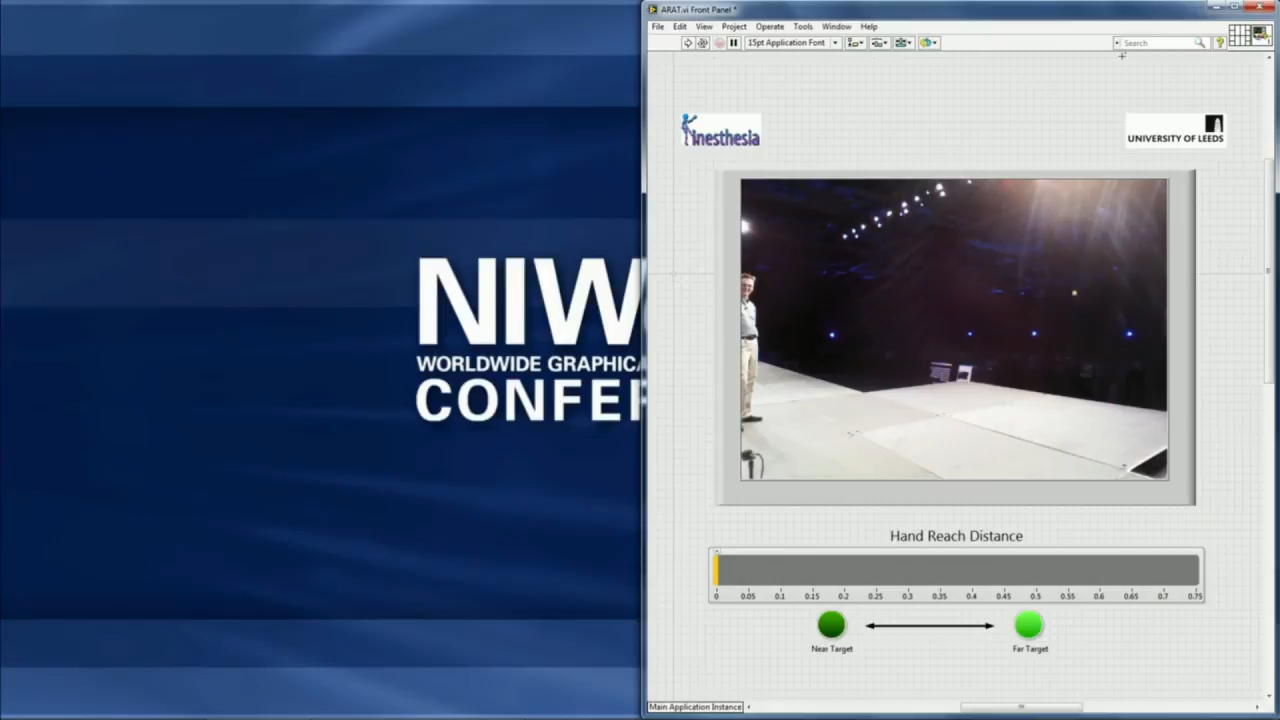 NIW
WORLDWIDE GRAPHICA
CONFER
ARAT.vi Front Panel *
File Edit View Project Operate Tools Window Help
15pt Application Font
Search
Kinesthesia
UNIVERSITY OF LEEDS
Hand Reach Distance
0 0.05 0.1 0.15 0.2 0.25 0.3 0.35 0.4 0.45 0.5 0.55 0.6 0.65 0.7 0.75
Near Target
Far Target
Main Application Instance